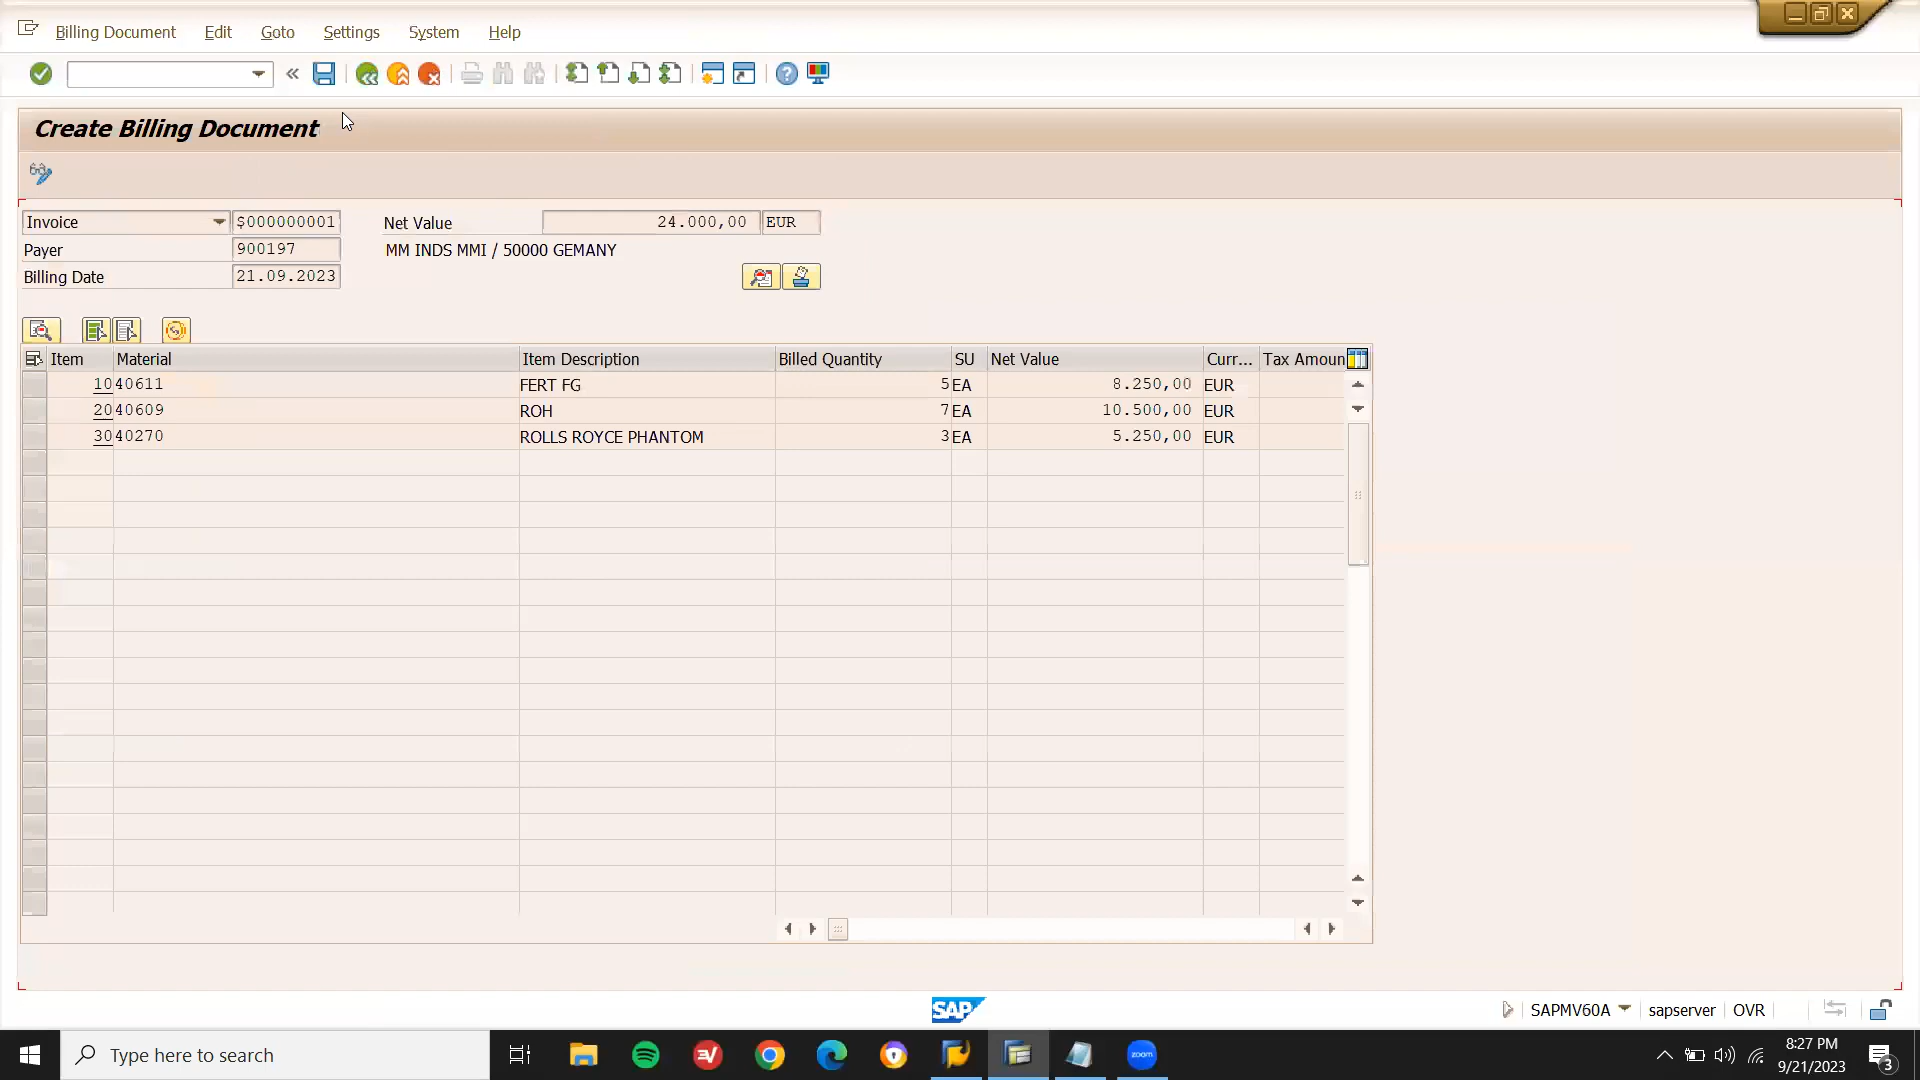 Billing Document Edit Goto Settings System Help
Create Billing Document
Invoice $000000001 Net Value 24.000,00 EUR
Payer 900197 MM INDS MMI / 50000 GEMANY
Billing Date 21.09.2023
Item Material Item Description Billed Quantity SU Net Value Curr... Tax Amoun
10 40611 FERT FG 5 EA 8.250,00 EUR
20 40609 ROH 7 EA 10.500,00 EUR
30 40270 ROLLS ROYCE PHANTOM 3 EA 5.250,00 EUR
SAP SAPMV60A sapserver OVR
Type here to search zoom 8:27 PM
9/21/2023 3